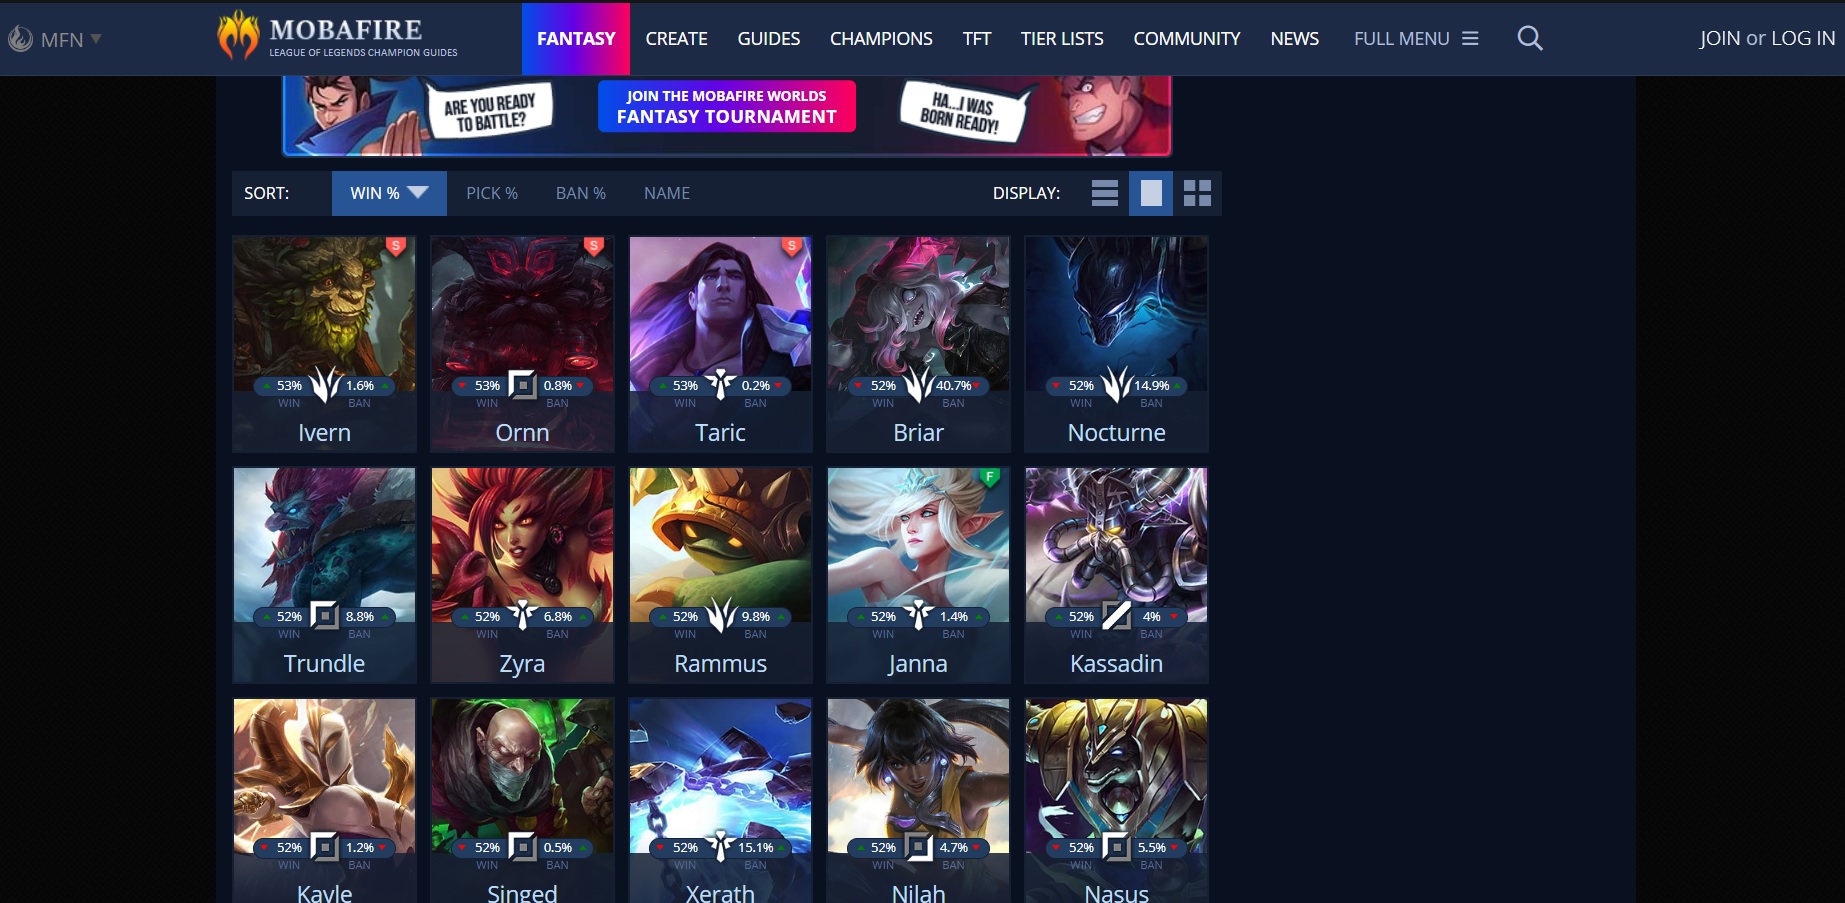 MFN
MOBAFIRE
LEAGUE OF LEGENDS CHAMPION GUIDES
FANTASY
CREATE
GUIDES
CHAMPIONS
TFT
TIER LISTS
COMMUNITY
NEWS
FULL MENU
JOIN or LOG IN
ARE YOU READY
TO BATTLE?
JOIN THE MOBAFIRE WORLDS
FANTASY TOURNAMENT
HA...I WAS
BORN READY!
SORT:
WIN %
PICK %
BAN %
NAME
DISPLAY:
S
53%
1.6%
WIN
BAN
Ivern
S
53%
0.8%
WIN
BAN
Ornn
S
53%
0.2%
WIN
BAN
Taric
52%
40.7%
WIN
BAN
Briar
52%
14.9%
WIN
BAN
Nocturne
52%
8.8%
WIN
BAN
Trundle
52%
6.8%
WIN
BAN
Zyra
52%
9.8%
WIN
BAN
Rammus
F
52%
1.4%
WIN
BAN
Janna
52%
4%
WIN
BAN
Kassadin
52%
1.2%
WIN
BAN
Kayle
52%
0.5%
WIN
BAN
Singed
52%
15.1%
WIN
BAN
Xerath
52%
4.7%
WIN
BAN
Nilah
52%
5.5%
WIN
BAN
Nasus